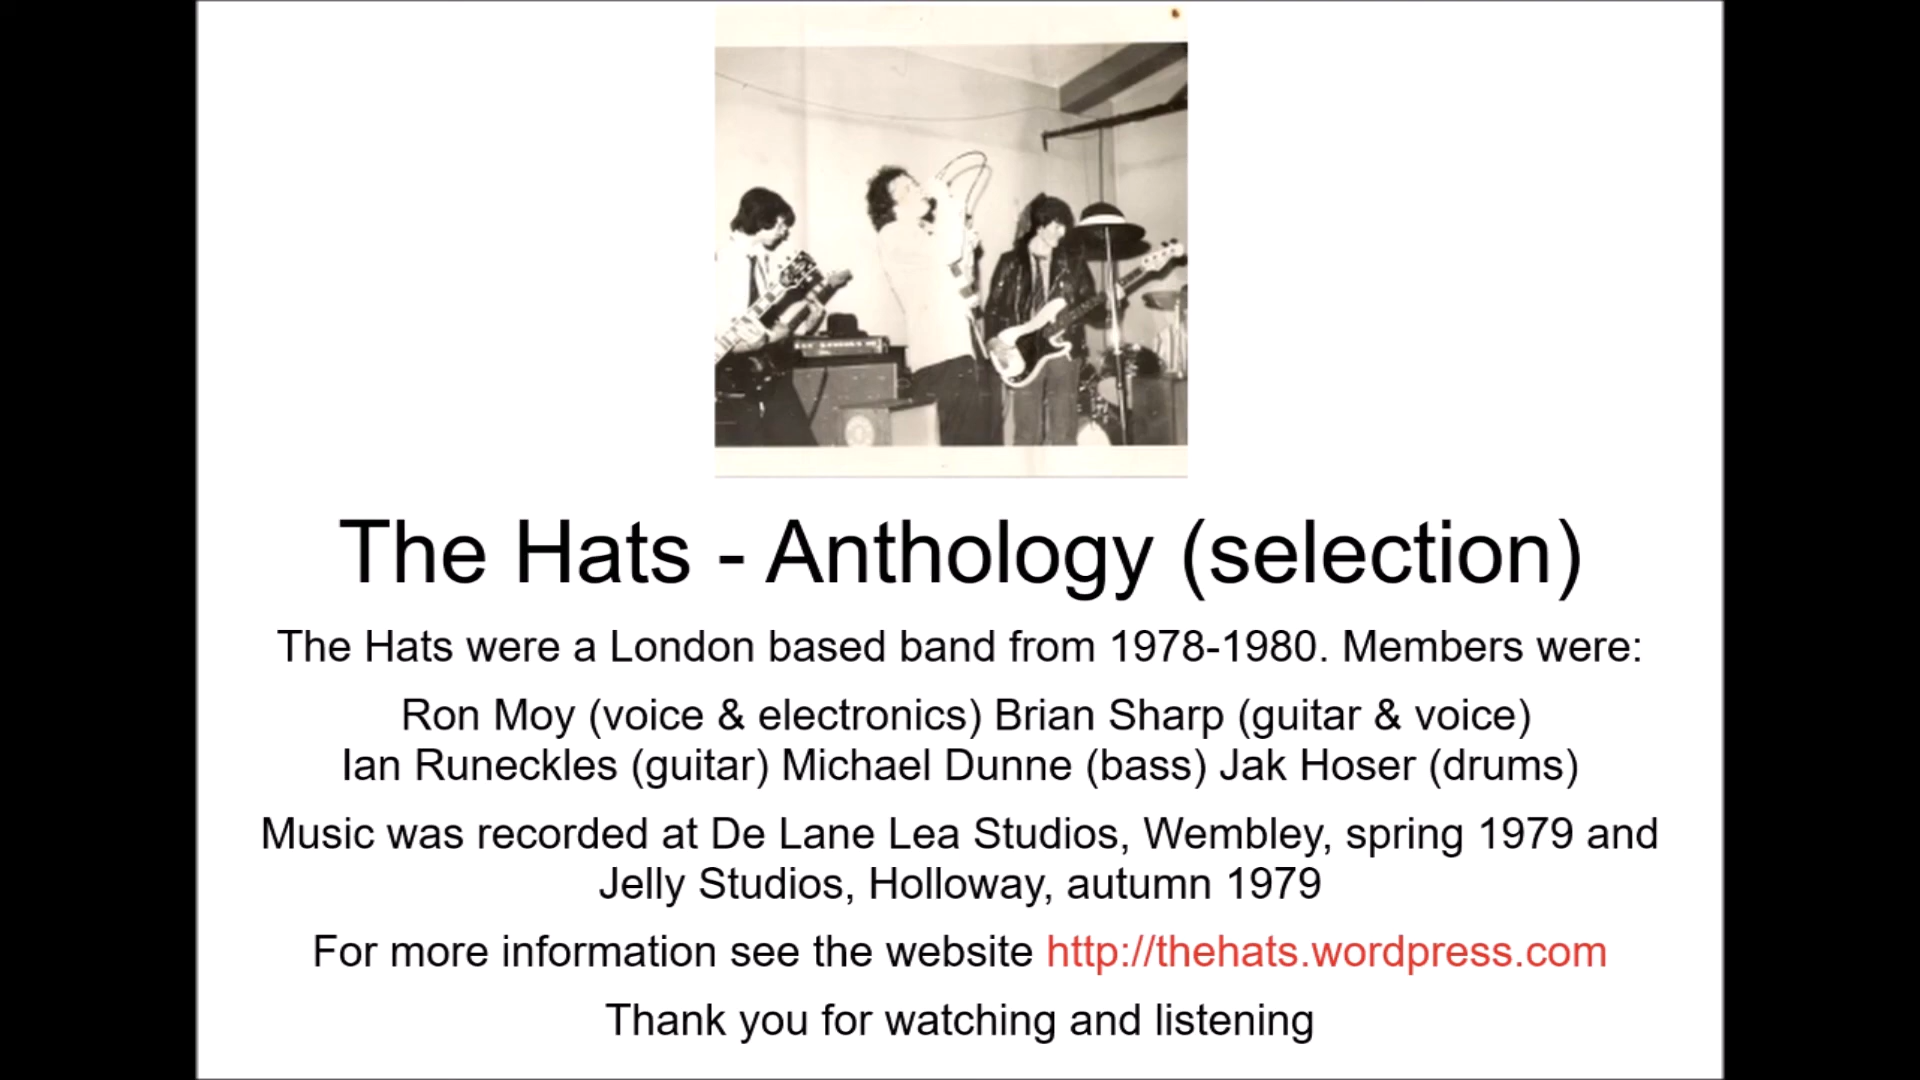 The Hats - Anthology (selection)
The Hats were a London based band from 1978-1980. Members were:
Ron Moy (voice & electronics) Brian Sharp (guitar & voice)
Ian Runeckles (guitar) Michael Dunne (bass) Jak Hoser (drums)
Music was recorded at De Lane Lea Studios, Wembley, spring 1979 and
Jelly Studios, Holloway, autumn 1979
For more information see the website http://thehats.wordpress.com
Thank you for watching and listening